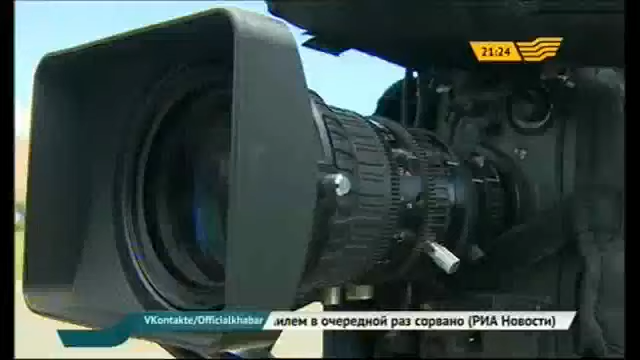 21:24
VKontakte/Officialkhabar
илем в очередной раз сорвано (РИА Новости)